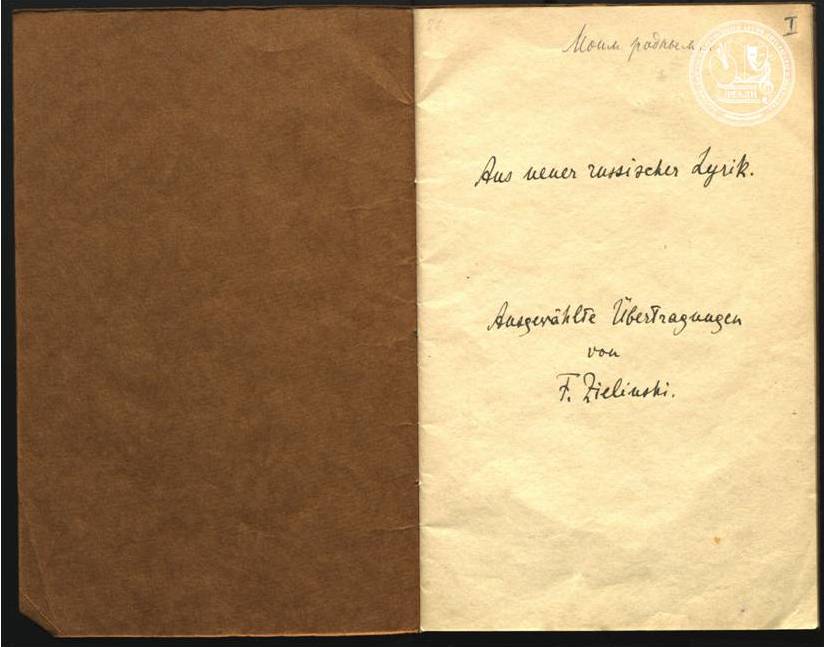 Моим родным..
I
Aus neuer russischer Lyrik.
Ausgewählte Übertragungen
von
F. Zielinski.